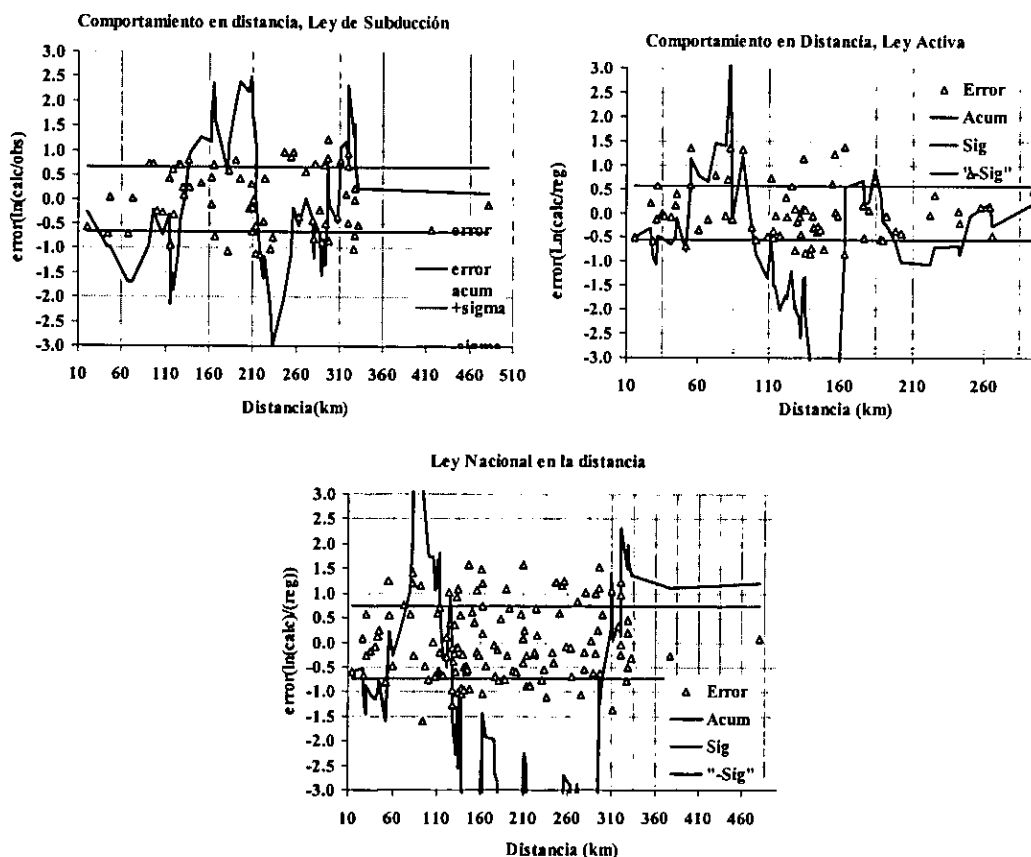 Comportamiento en distancia, Ley de Subducción
3.0
2.5
2.0
1.5
1.0
0.5
0.0
-0.5
-1.0
-1.5
-2.0
-2.5
-3.0
error(ln(calc/obs)
error
error
acum
+sigma
10 60 110 160 210 260 310 360 410 460 510
Distancia(km)
Comportamiento en Distancia, Ley Activa
3.0
2.5
2.0
1.5
1.0
0.5
0.0
-0.5
-1.0
-1.5
-2.0
-2.5
-3.0
error(Ln(calc/reg)
Error
Acum
Sig
"-Sig"
10 60 110 160 210 260
Distancia (km)
Ley Nacional en la distancia
3.0
2.5
2.0
1.5
1.0
0.5
0.0
-0.5
-1.0
-1.5
-2.0
-2.5
-3.0
error(ln(calc)/(reg))
Error
Acum
Sig
"-Sig"
10 60 110 160 210 260 310 360 410 460
Distancia (km)